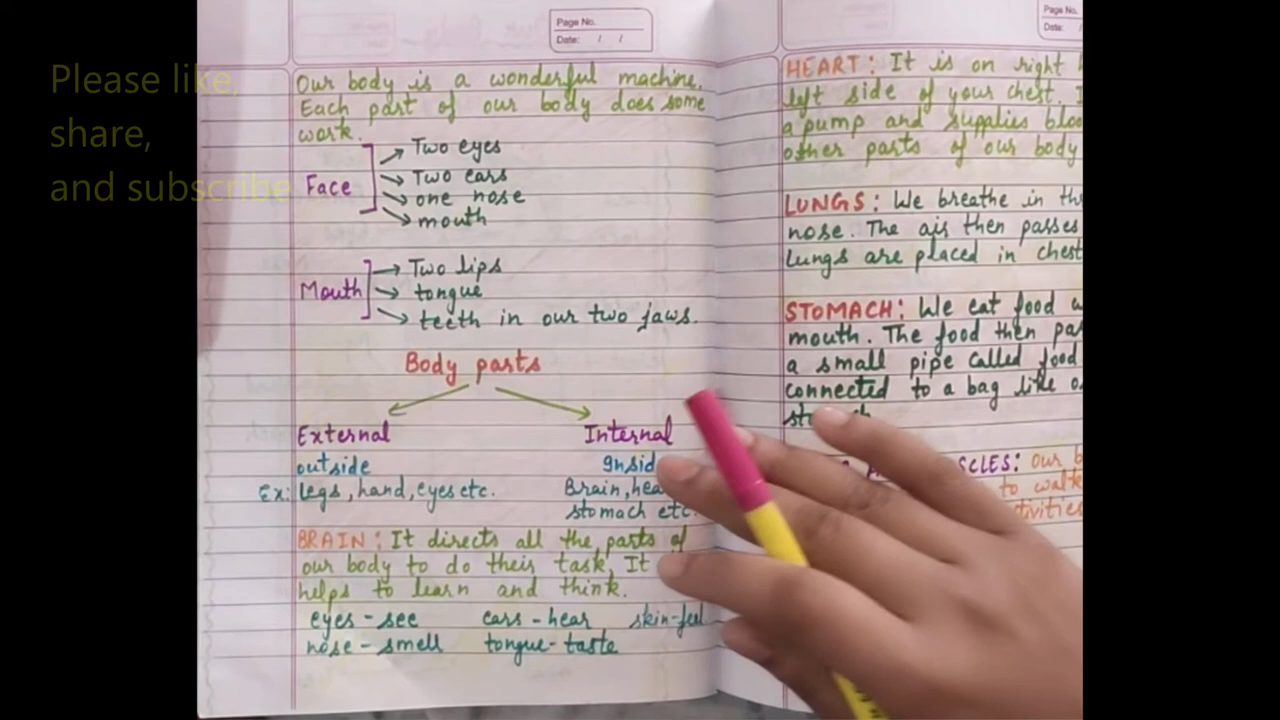 Please like,
share,
and subscribe
Page No.
Date: / /
Our body is a wonderful machine.
Each part of our body does some
work.
Face
Two eyes
Two ears
one nose
mouth
Mouth
Two lips
tongue
teeth in our two jaws.
Body parts
External Internal
outside
Ex: legs, hand, eyes etc. Brain,
stomach etc.
BRAIN: It directs all the parts of
our body to do their task. It
helps to learn and think.
eyes - see ears - hear skin-feel
nose - smell tongue - taste
Page No.
Date:
HEART: It is on right
left side of your chest.
a pump and supplies
other parts of our body
LUNGS: We breathe in
nose. The air then passes
Lungs are placed in chest
STOMACH: We eat food
mouth. The food then
a small pipe called food
connected to a bag like
our
to